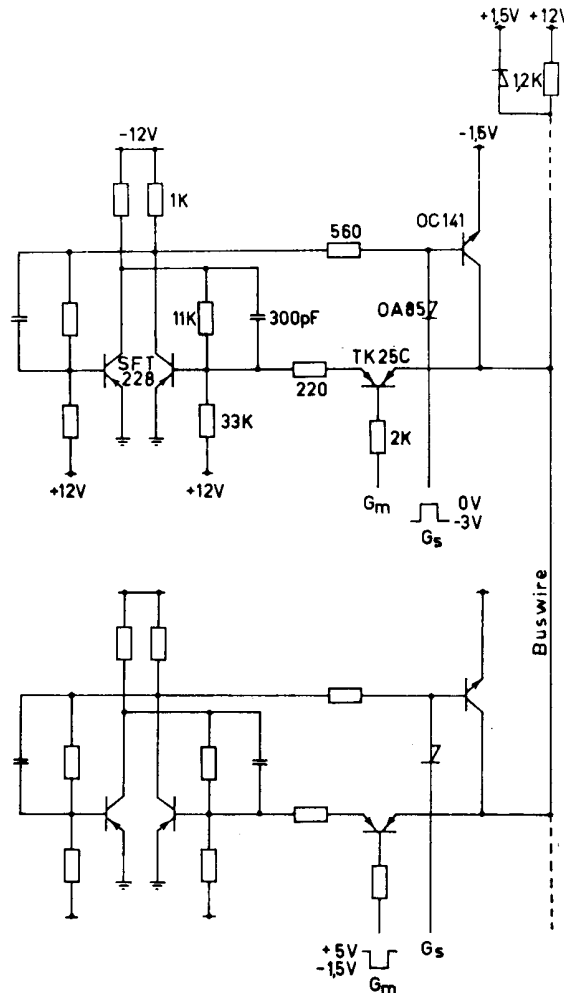 +1,5V +12V
1,2K
-12V
-1,5V
1K
OC141
560
OA85
11K
300pF
SFT
228
TK25C
220
33K
2K
+12V
+12V
Gm
0V
-3V
Gs
Buswire
+5V
-1,5V
Gm
Gs